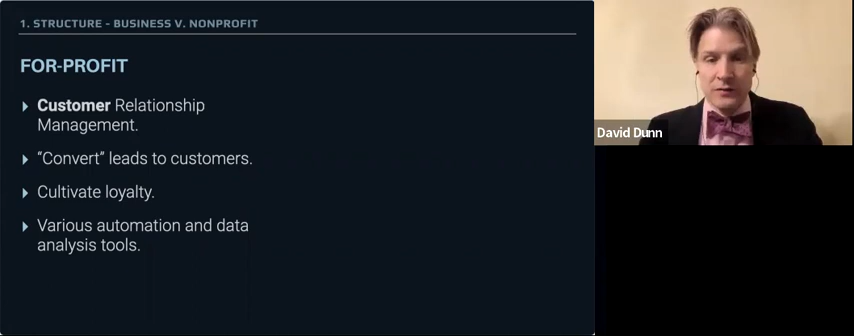 1. STRUCTURE - BUSINESS V. NONPROFIT
FOR-PROFIT
Customer Relationship
Management.
“Convert” leads to customers.
Cultivate loyalty.
Various automation and data
analysis tools.
David Dunn